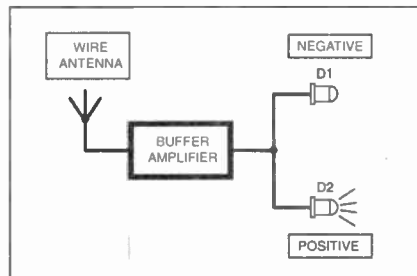 WIRE
ANTENNA
NEGATIVE
D1
BUFFER
AMPLIFIER
D2
POSITIVE